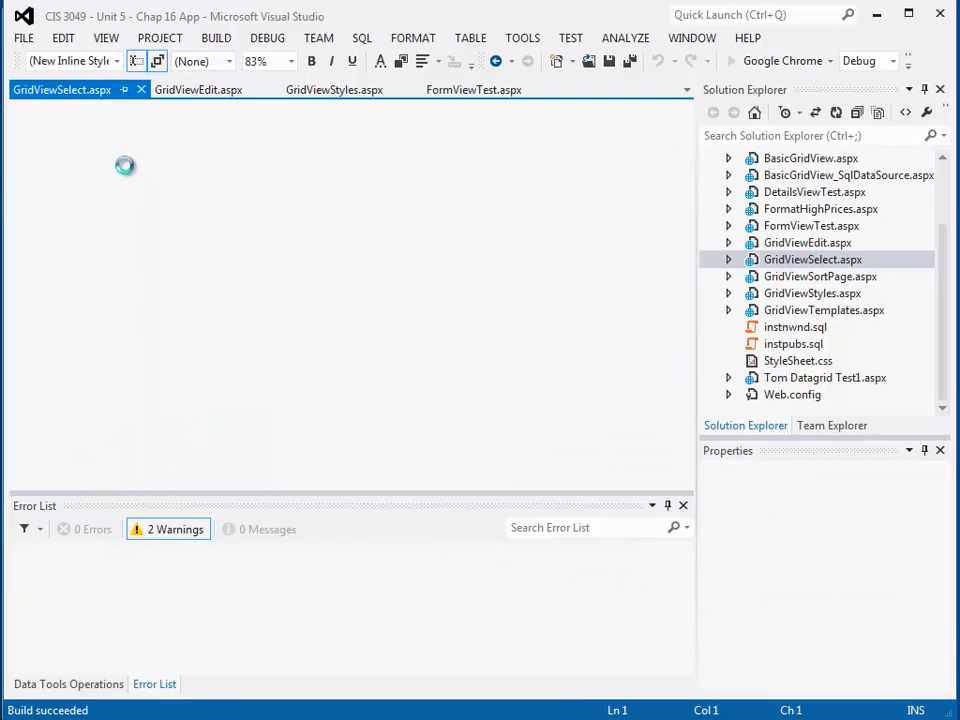 CIS 3049 - Unit 5 - Chap 16 App - Microsoft Visual Studio
Quick Launch (Ctrl+Q)
FILE EDIT VIEW PROJECT BUILD DEBUG TEAM SQL FORMAT TABLE TOOLS TEST ANALYZE WINDOW HELP
(New Inline Style (None) 83% B I U A Google Chrome Debug
GridViewSelect.aspx GridViewEdit.aspx GridViewStyles.aspx FormViewTest.aspx
Solution Explorer
Search Solution Explorer (Ctrl+;)
BasicGridView.aspx
BasicGridView_SqlDataSource.aspx
DetailsViewTest.aspx
FormatHighPrices.aspx
FormViewTest.aspx
GridViewEdit.aspx
GridViewSelect.aspx
GridViewSortPage.aspx
GridViewStyles.aspx
GridViewTemplates.aspx
instnwnd.sql
instpubs.sql
StyleSheet.css
Tom Datagrid Test1.aspx
Web.config
Solution Explorer Team Explorer
Properties
Error List
0 Errors 2 Warnings 0 Messages Search Error List
Data Tools Operations Error List
Build succeeded Ln 1 Col 1 Ch 1 INS